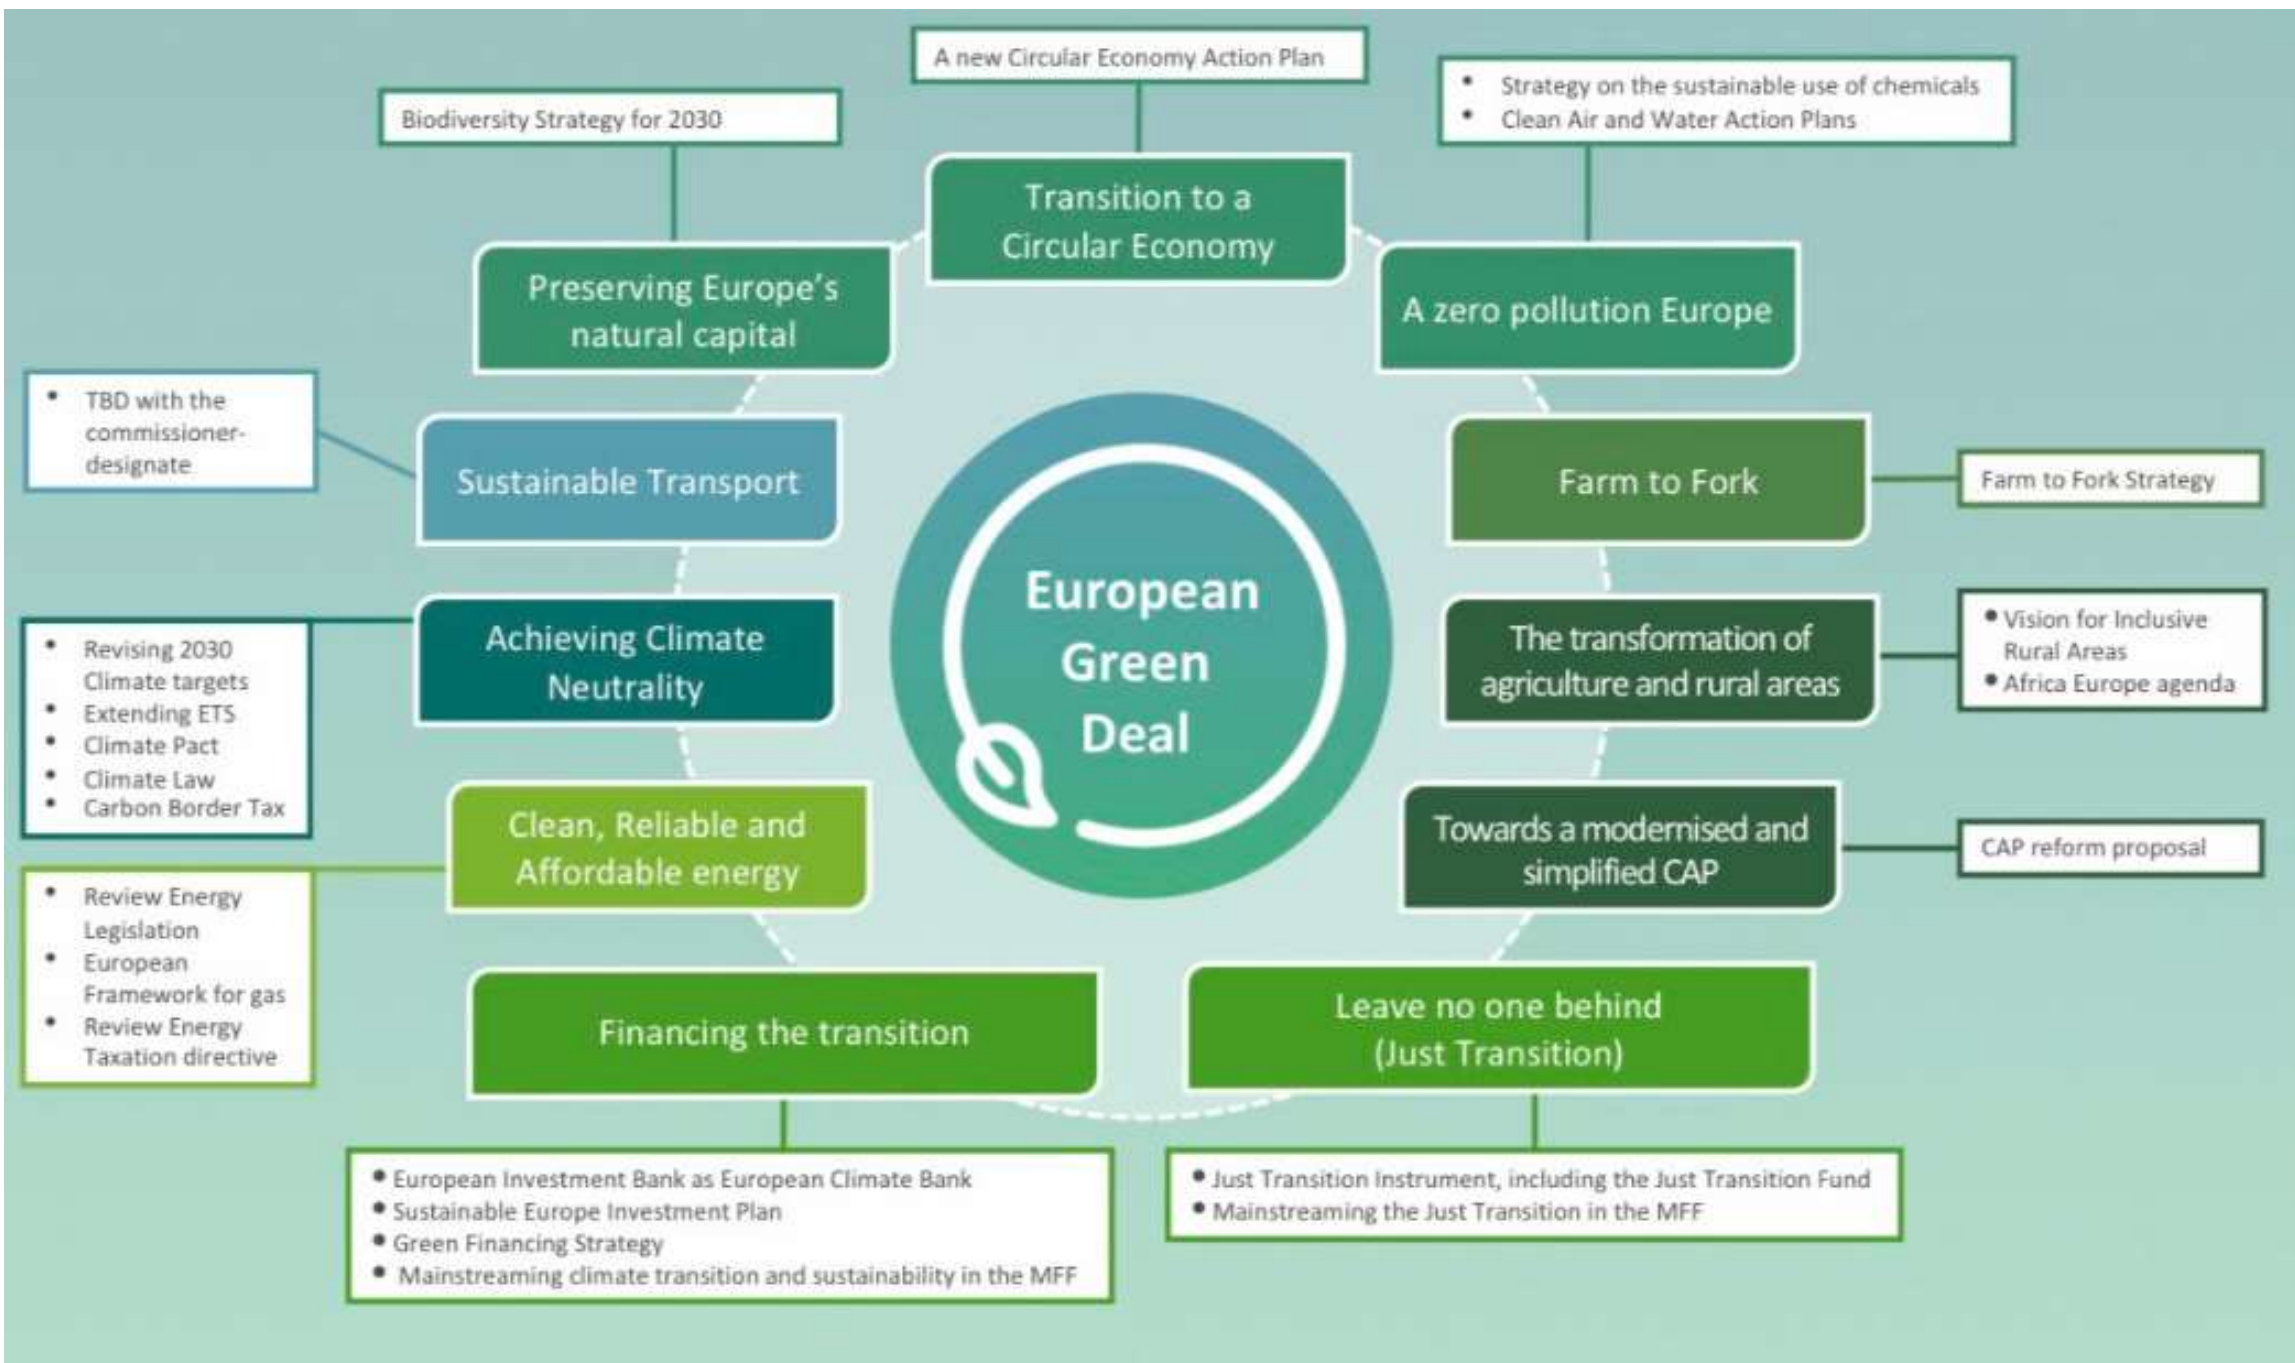 A new Circular Economy Action Plan
• Strategy on the sustainable use of chemicals
• Clean Air and Water Action Plans
Biodiversity Strategy for 2030
Transition to a
Circular Economy
Preserving Europe's
natural capital
A zero pollution Europe
• TBD with the
commissioner-
designate
Sustainable Transport
Farm to Fork
Farm to Fork Strategy
European
Green
Deal
Achieving Climate
Neutrality
• Revising 2030
Climate targets
• Extending ETS
• Climate Pact
• Climate Law
• Carbon Border Tax
The transformation of
agriculture and rural areas
• Vision for Inclusive
Rural Areas
• Africa Europe agenda
Clean, Reliable and
Affordable energy
• Review Energy
Legislation
• European
Framework for gas
• Review Energy
Taxation directive
Towards a modernised and
simplified CAP
CAP reform proposal
Financing the transition
Leave no one behind
(Just Transition)
• European Investment Bank as European Climate Bank
• Sustainable Europe Investment Plan
• Green Financing Strategy
• Mainstreaming climate transition and sustainability in the MFF
• Just Transition Instrument, including the Just Transition Fund
• Mainstreaming the Just Transition in the MFF